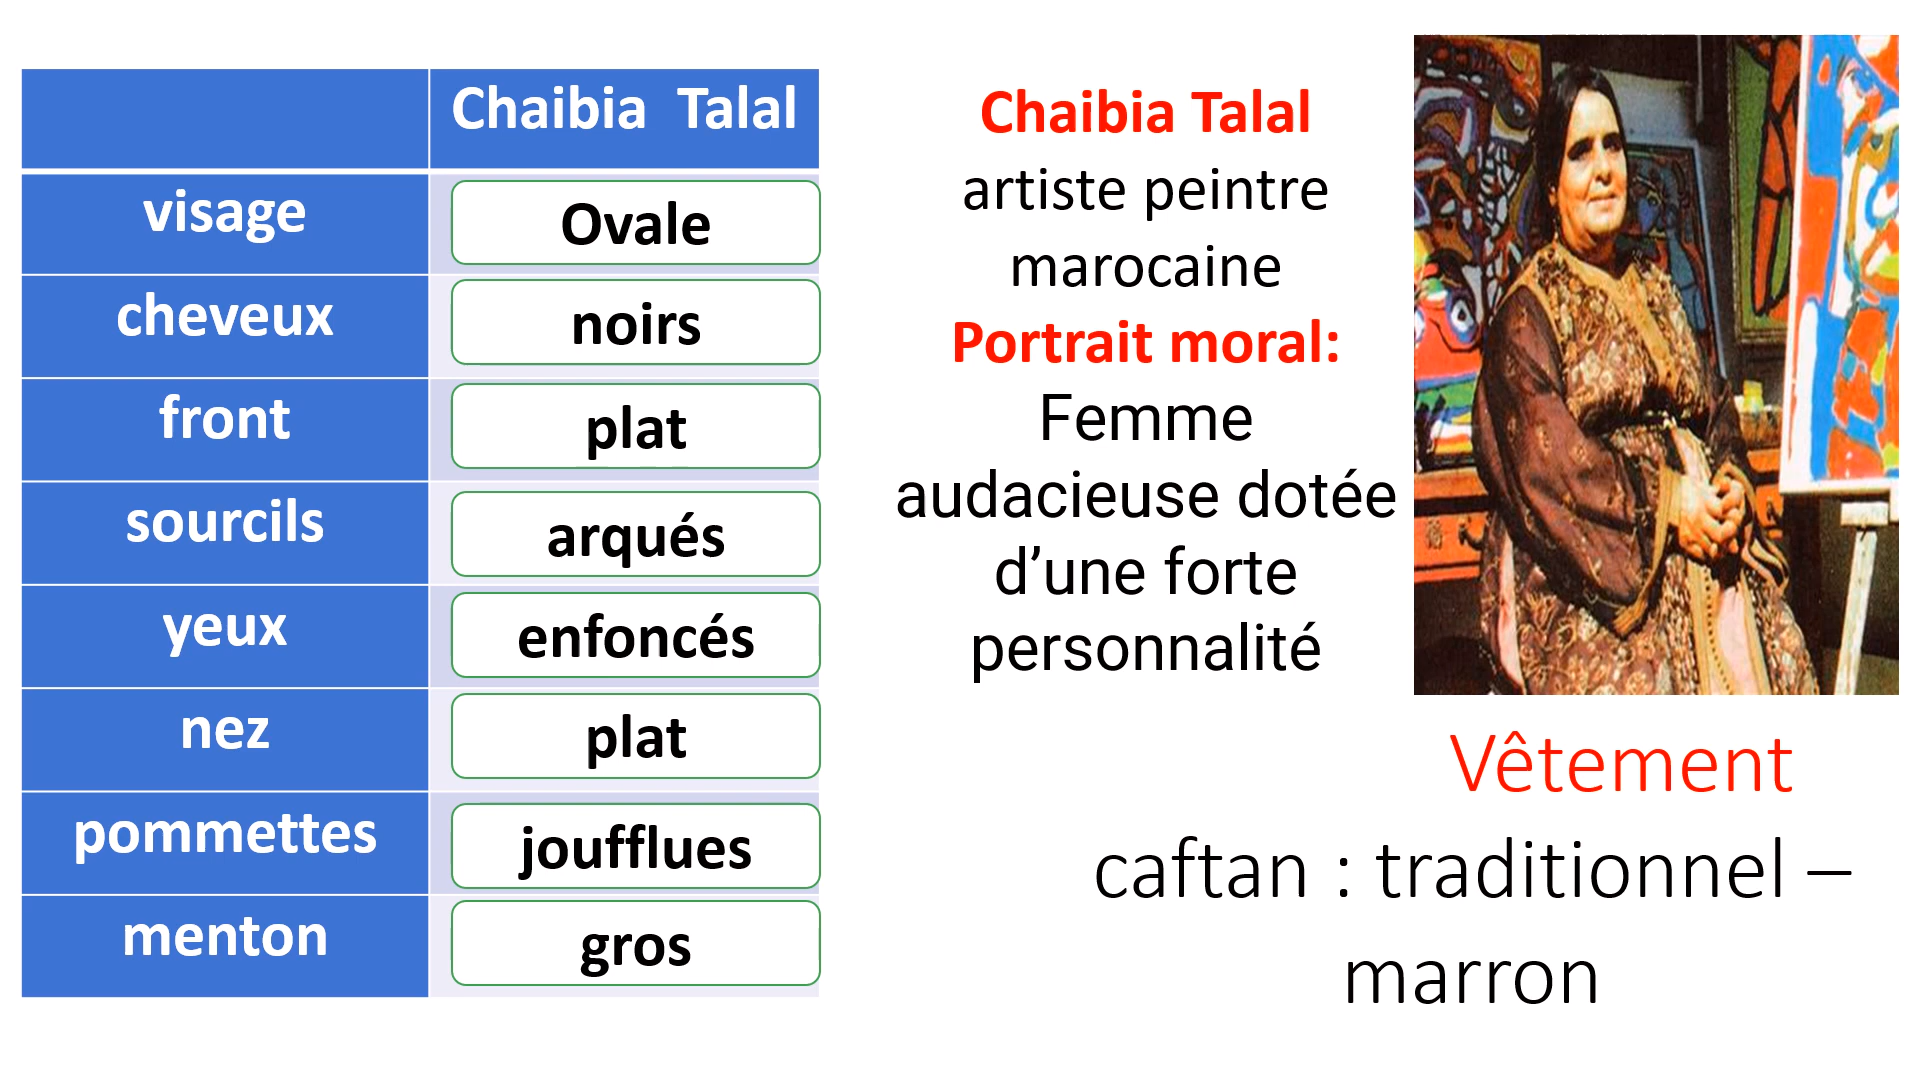 Chaibia Talal
visage Ovale
cheveux noirs
front plat
sourcils arqués
yeux enfoncés
nez plat
pommettes joufflues
menton gros
Chaibia Talal
artiste peintre
marocaine
Portrait moral:
Femme
audacieuse dotée
d’une forte
personnalité
Vêtement
caftan : traditionnel –
marron